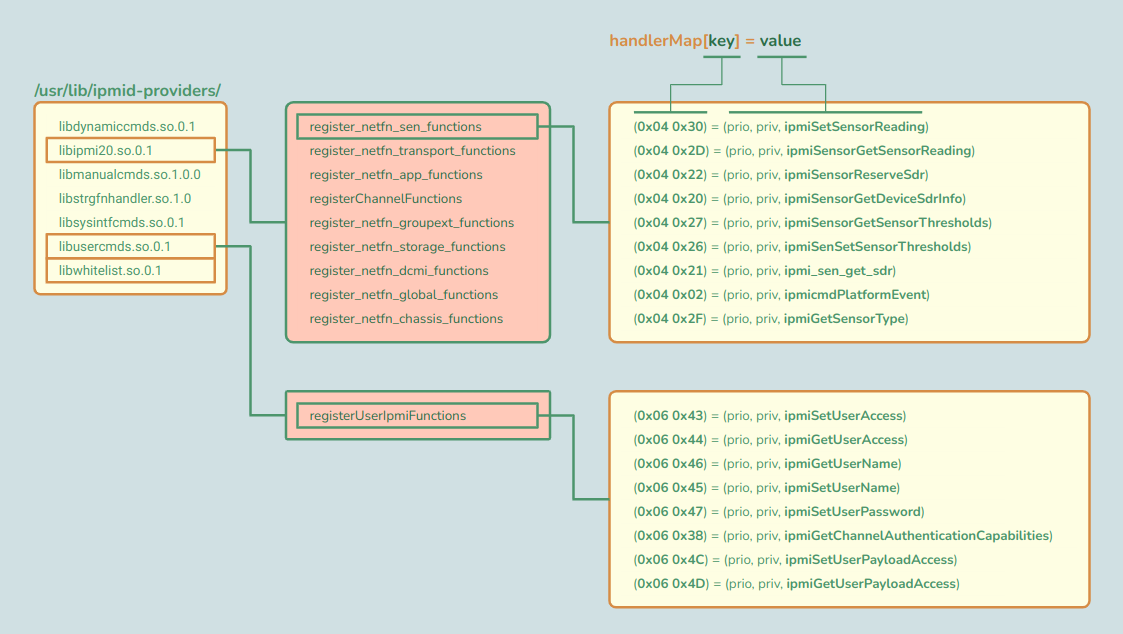 handlerMap[key] = value
/usr/lib/ipmid-providers/
libdynamiccmds.so.0.1
libipmi20.so.0.1
libmanualcmds.so.1.0.0
libstrgfnhandler.so.1.0
libsysintfcmds.so.0.1
libusercmds.so.0.1
libwhitelist.so.0.1
register_netfn_sen_functions
register_netfn_transport_functions
register_netfn_app_functions
registerChannelFunctions
register_netfn_groupext_functions
register_netfn_storage_functions
register_netfn_dcmi_functions
register_netfn_global_functions
register_netfn_chassis_functions
(0x04 0x30) = (prio, priv, ipmiSetSensorReading)
(0x04 0x2D) = (prio, priv, ipmiSensorGetSensorReading)
(0x04 0x22) = (prio, priv, ipmiSensorReserveSdr)
(0x04 0x20) = (prio, priv, ipmiSensorGetDeviceSdrInfo)
(0x04 0x27) = (prio, priv, ipmiSensorGetSensorThresholds)
(0x04 0x26) = (prio, priv, ipmiSenSetSensorThresholds)
(0x04 0x21) = (prio, priv, ipmi_sen_get_sdr)
(0x04 0x02) = (prio, priv, ipmicmdPlatformEvent)
(0x04 0x2F) = (prio, priv, ipmiGetSensorType)
registerUserIpmiFunctions
(0x06 0x43) = (prio, priv, ipmiSetUserAccess)
(0x06 0x44) = (prio, priv, ipmiGetUserAccess)
(0x06 0x46) = (prio, priv, ipmiGetUserName)
(0x06 0x45) = (prio, priv, ipmiSetUserName)
(0x06 0x47) = (prio, priv, ipmiSetUserPassword)
(0x06 0x38) = (prio, priv, ipmiGetChannelAuthenticationCapabilities)
(0x06 0x4C) = (prio, priv, ipmiSetUserPayloadAccess)
(0x06 0x4D) = (prio, priv, ipmiGetUserPayloadAccess)